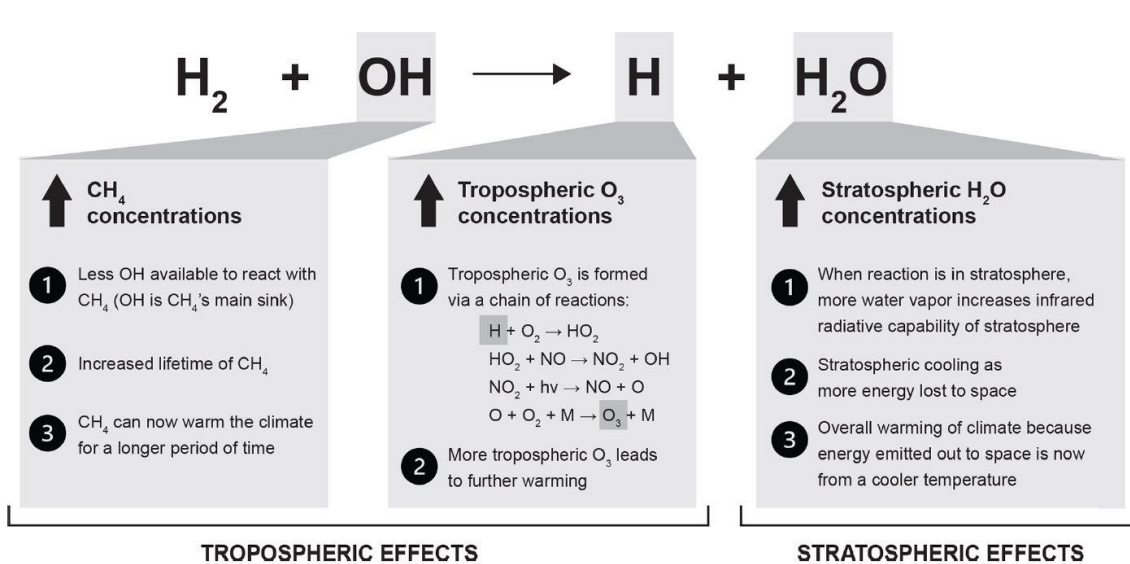 H₂ + OH → H + H₂O
CH₄
concentrations
1 Less OH available to react with
CH₄ (OH is CH₄'s main sink)
2 Increased lifetime of CH₄
3 CH₄ can now warm the climate
for a longer period of time
Tropospheric O₃
concentrations
1 Tropospheric O₃ is formed
via a chain of reactions:
H + O₂ → HO₂
HO₂ + NO → NO₂ + OH
NO₂ + hv → NO + O
O + O₂ + M → O₃ + M
2 More tropospheric O₃ leads
to further warming
Stratospheric H₂O
concentrations
1 When reaction is in stratosphere,
more water vapor increases infrared
radiative capability of stratosphere
2 Stratospheric cooling as
more energy lost to space
3 Overall warming of climate because
energy emitted out to space is now
from a cooler temperature
TROPOSPHERIC EFFECTS
STRATOSPHERIC EFFECTS